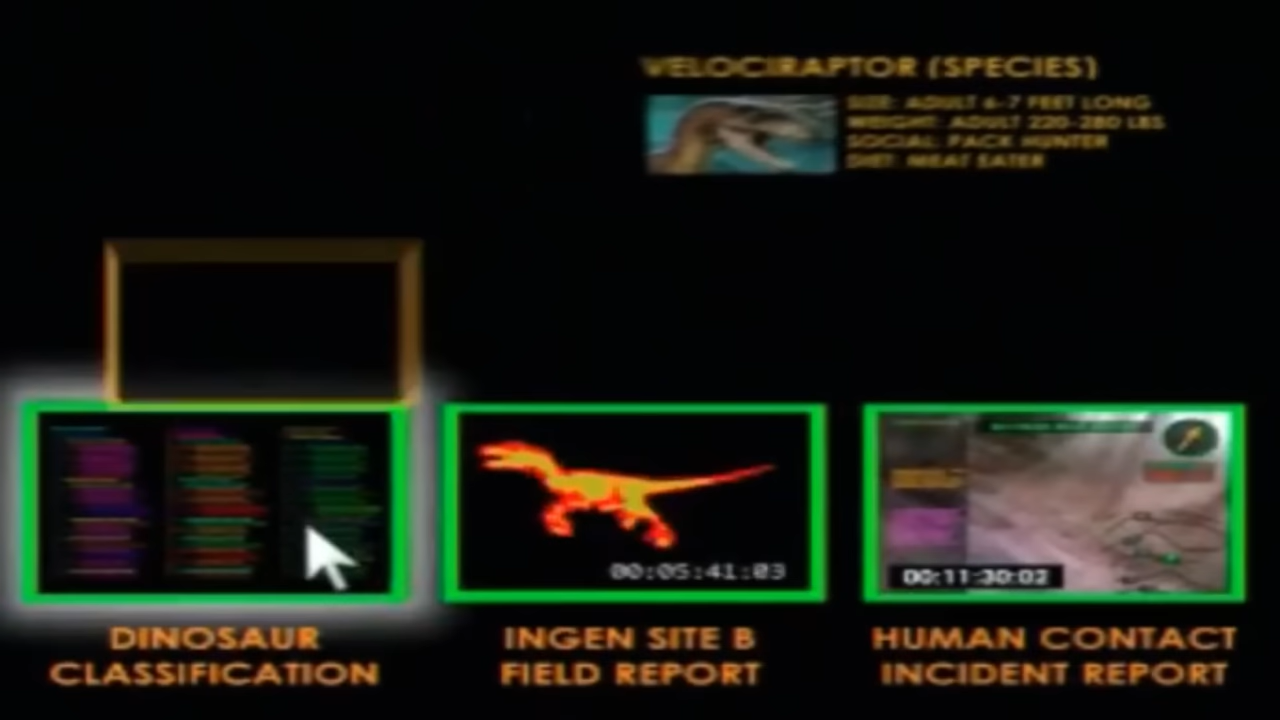 VELOCIRAPTOR (SPECIES)
SIZE: ADULT 6-7 FEET LONG
WEIGHT: ADULT 220-280 LBS
SOCIAL: PACK HUNTER
DIET: MEAT EATER
00:05:41:03
00:11:30:02
DINOSAUR
CLASSIFICATION
INGEN SITE B
FIELD REPORT
HUMAN CONTACT
INCIDENT REPORT